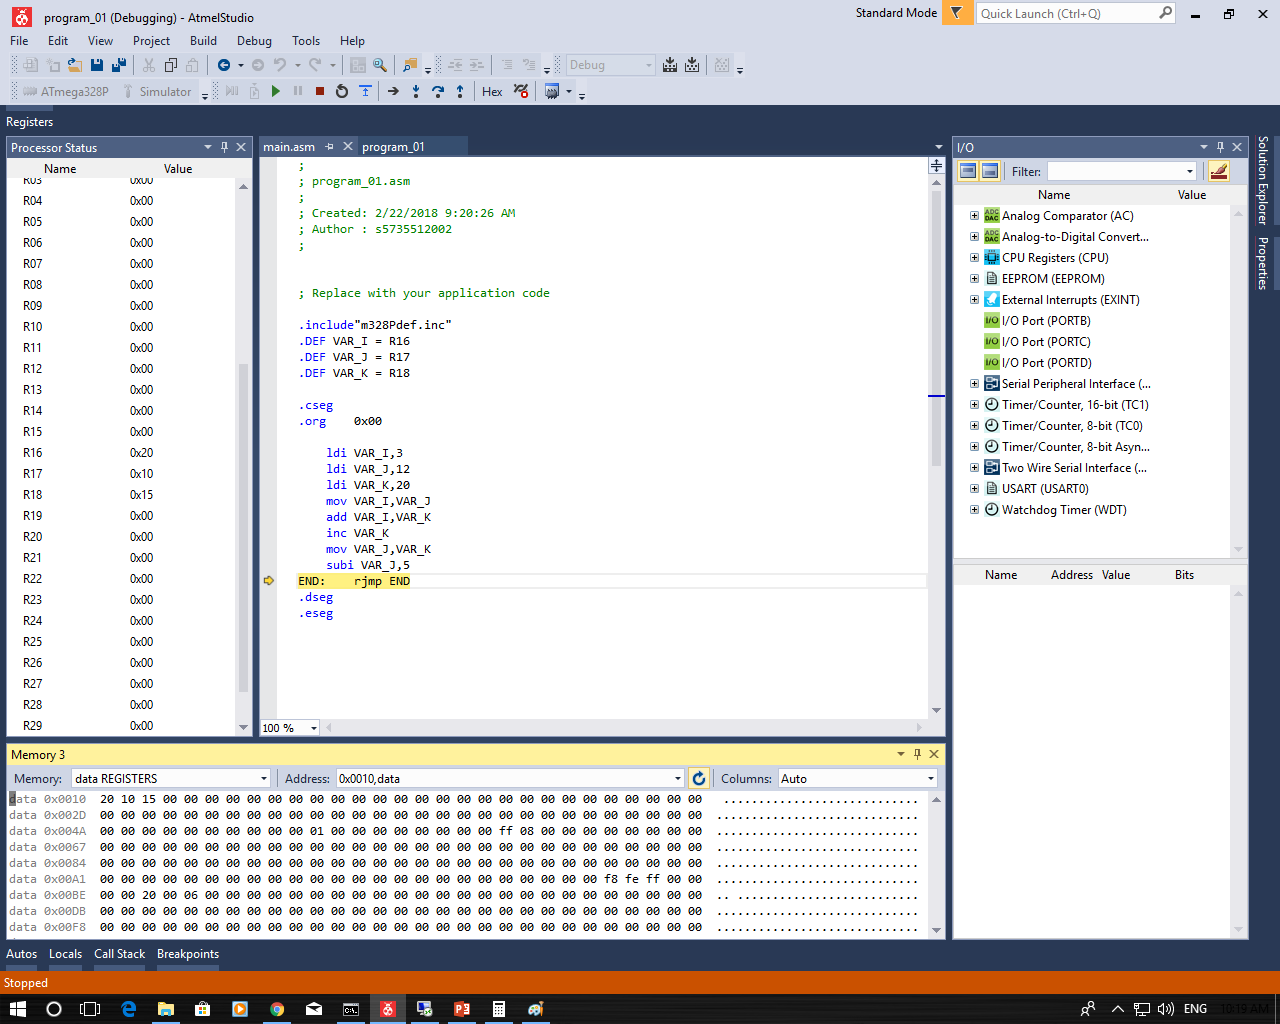 program_01 (Debugging) - AtmelStudio
Standard Mode
Quick Launch (Ctrl+Q)
File Edit View Project Build Debug Tools Help
Debug
ATmega328P Simulator Hex
Registers
Processor Status
Name Value
R03 0x00
R04 0x00
R05 0x00
R06 0x00
R07 0x00
R08 0x00
R09 0x00
R10 0x00
R11 0x00
R12 0x00
R13 0x00
R14 0x00
R15 0x00
R16 0x20
R17 0x10
R18 0x15
R19 0x00
R20 0x00
R21 0x00
R22 0x00
R23 0x00
R24 0x00
R25 0x00
R26 0x00
R27 0x00
R28 0x00
R29 0x00
main.asm program_01
;
; program_01.asm
;
; Created: 2/22/2018 9:20:26 AM
; Author : s5735512002
;
; Replace with your application code
.include"m328Pdef.inc"
.DEF VAR_I = R16
.DEF VAR_J = R17
.DEF VAR_K = R18
.cseg
.org 0x00
ldi VAR_I,3
ldi VAR_J,12
ldi VAR_K,20
mov VAR_I,VAR_J
add VAR_I,VAR_K
inc VAR_K
mov VAR_J,VAR_K
subi VAR_J,5
END: rjmp END
.dseg
.eseg
100 %
I/O
Filter:
Name Value
Analog Comparator (AC)
Analog-to-Digital Convert...
CPU Registers (CPU)
EEPROM (EEPROM)
External Interrupts (EXINT)
I/O Port (PORTB)
I/O Port (PORTC)
I/O Port (PORTD)
Serial Peripheral Interface (...
Timer/Counter, 16-bit (TC1)
Timer/Counter, 8-bit (TC0)
Timer/Counter, 8-bit Asyn...
Two Wire Serial Interface (...
USART (USART0)
Watchdog Timer (WDT)
Name Address Value Bits
Solution Explorer
Properties
Memory 3
Memory: data REGISTERS Address: 0x0010,data Columns: Auto
data 0x0010 20 10 15 00 00 00 00 00 00 00 00 00 00 00 00 00 00 00 00 00 00 00 00 00 00 00 00 00 00 .............................
data 0x002D 00 00 00 00 00 00 00 00 00 00 00 00 00 00 00 00 00 00 00 00 00 00 00 00 00 00 00 00 00 .............................
data 0x004A 00 00 00 00 00 00 00 00 00 00 01 00 00 00 00 00 00 00 00 ff 08 00 00 00 00 00 00 00 00 .............................
data 0x0067 00 00 00 00 00 00 00 00 00 00 00 00 00 00 00 00 00 00 00 00 00 00 00 00 00 00 00 00 00 .............................
data 0x0084 00 00 00 00 00 00 00 00 00 00 00 00 00 00 00 00 00 00 00 00 00 00 00 00 00 00 00 00 00 .............................
data 0x00A1 00 00 00 00 00 00 00 00 00 00 00 00 00 00 00 00 00 00 00 00 00 00 00 00 f8 fe ff 00 00 .............................
data 0x00BE 00 00 20 00 06 00 00 00 00 00 00 00 00 00 00 00 00 00 00 00 00 00 00 00 00 00 00 00 00 .. ..........................
data 0x00DB 00 00 00 00 00 00 00 00 00 00 00 00 00 00 00 00 00 00 00 00 00 00 00 00 00 00 00 00 00 .............................
data 0x00F8 00 00 00 00 00 00 00 00 00 00 00 00 00 00 00 00 00 00 00 00 00 00 00 00 00 00 00 00 00 .............................
Autos Locals Call Stack Breakpoints
Stopped
ENG 10:19 AM